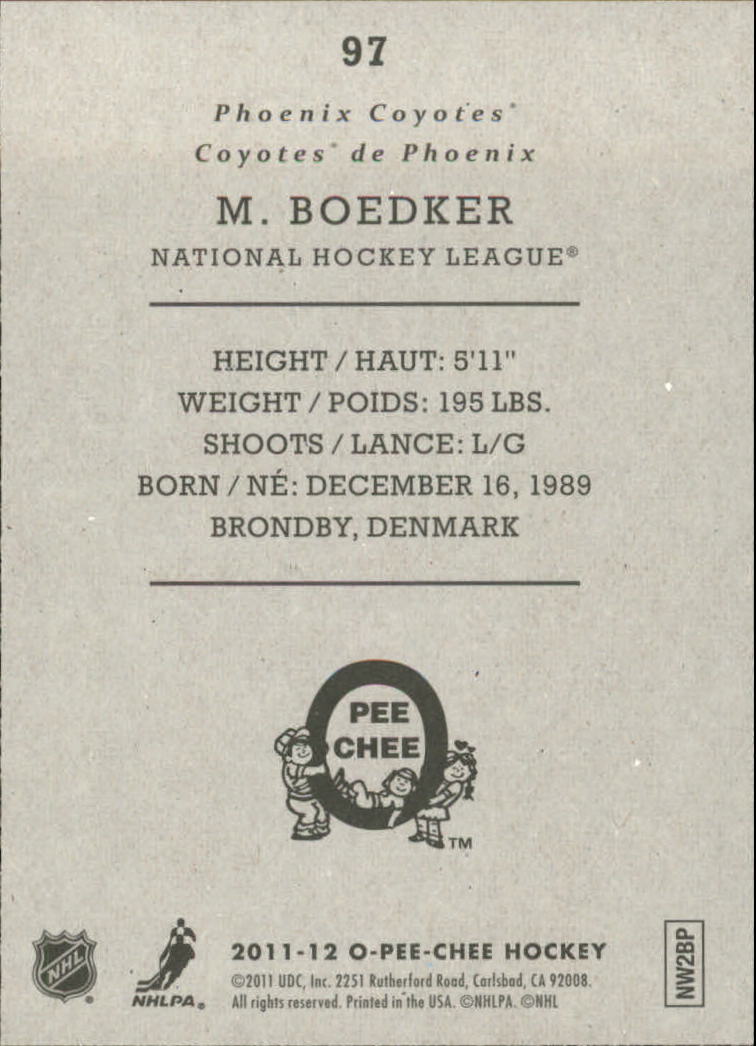 97
Phoenix Coyotes®
Coyotes® de Phoenix
M. BOEDKER
NATIONAL HOCKEY LEAGUE®
HEIGHT / HAUT: 5'11"
WEIGHT / POIDS: 195 LBS.
SHOOTS / LANCE: L/G
BORN / NÉ: DECEMBER 16, 1989
BRONDBY, DENMARK
O
PEE
CHEE
TM
NHL
®
NHLPA®
2011-12 O-PEE-CHEE HOCKEY
©2011 UDC, Inc. 2251 Rutherford Road, Carlsbad, CA 92008.
All rights reserved. Printed in the USA. ©NHLPA. ©NHL
NW2BP